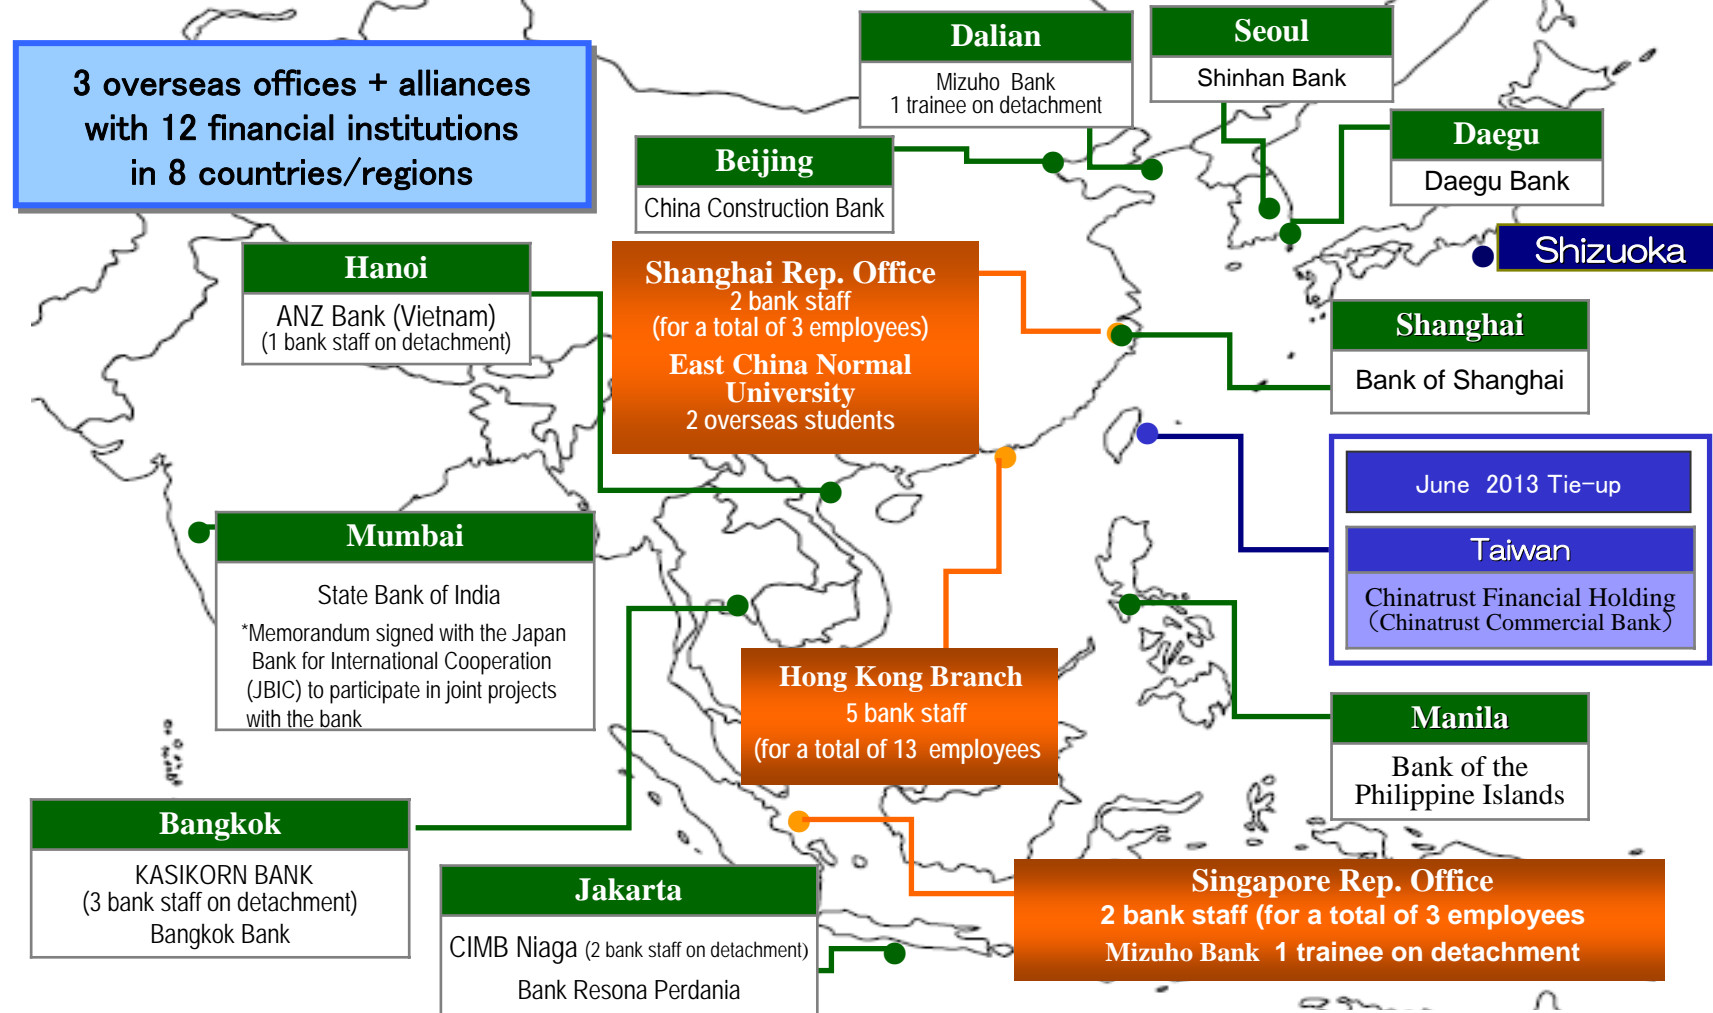 3 overseas offices + alliances
with 12 financial institutions
in 8 countries/regions
Dalian
Mizuho Bank
1 trainee on detachment
Seoul
Shinhan Bank
Daegu
Daegu Bank
Beijing
China Construction Bank
Shizuoka
Hanoi
ANZ Bank (Vietnam)
(1 bank staff on detachment)
Shanghai Rep. Office
2 bank staff
(for a total of 3 employees)
East China Normal
University
2 overseas students
Shanghai
Bank of Shanghai
June 2013 Tie-up
Taiwan
Chinatrust Financial Holding
（Chinatrust Commercial Bank）
Mumbai
State Bank of India
*Memorandum signed with the Japan
Bank for International Cooperation
(JBIC) to participate in joint projects
with the bank
Hong Kong Branch
5 bank staff
(for a total of 13 employees
Manila
Bank of the
Philippine Islands
Bangkok
KASIKORN BANK
(3 bank staff on detachment)
Bangkok Bank
Jakarta
CIMB Niaga (2 bank staff on detachment)
Bank Resona Perdania
Singapore Rep. Office
2 bank staff (for a total of 3 employees
Mizuho Bank 1 trainee on detachment